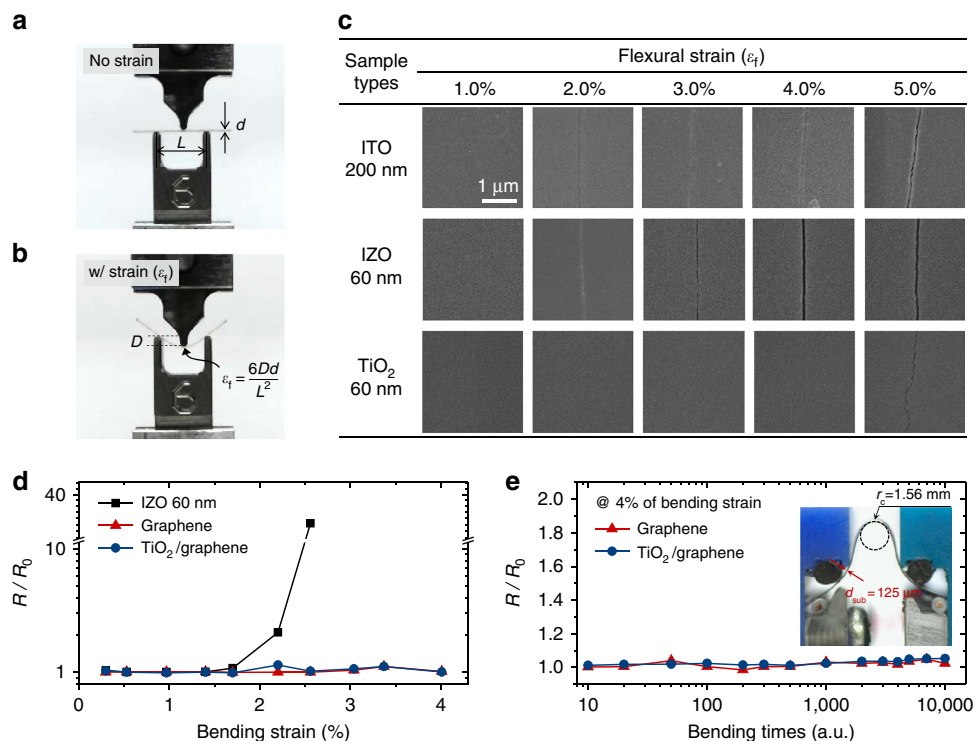 a
No strain
d
L
6
b
w/ strain (εf)
D
εf = 6Dd / L²
6
c
Sample types
Flexural strain (εf)
1.0%
2.0%
3.0%
4.0%
5.0%
ITO
200 nm
1 μm
IZO
60 nm
TiO2
60 nm
d
IZO 60 nm
Graphene
TiO2/graphene
R / R0
40
10
1
0
1
2
3
4
Bending strain (%)
e
@ 4% of bending strain
Graphene
TiO2/graphene
rc=1.56 mm
dsub=125 μm
R / R0
2.0
1.8
1.6
1.4
1.2
1.0
10
100
1,000
10,000
Bending times (a.u.)